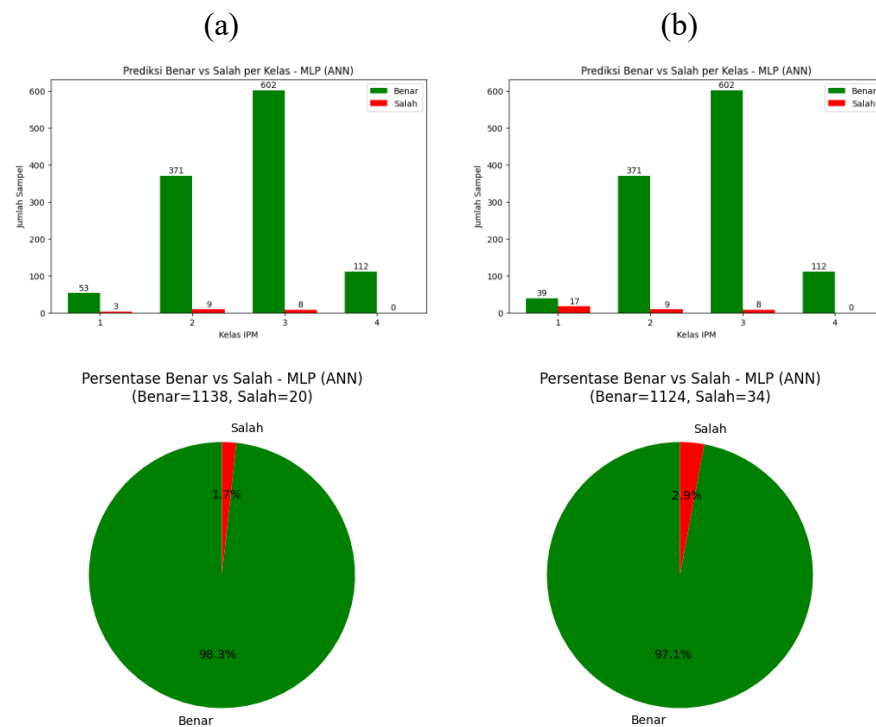 (a)
(b)
Prediksi Benar vs Salah per Kelas - MLP (ANN)
Benar
Salah
Jumlah Sampel
600
500
400
300
200
100
0
53
3
371
9
602
8
112
0
1
2
3
4
Kelas IPM
Prediksi Benar vs Salah per Kelas - MLP (ANN)
Benar
Salah
Jumlah Sampel
600
500
400
300
200
100
0
39
17
371
9
602
8
112
0
1
2
3
4
Kelas IPM
Persentase Benar vs Salah - MLP (ANN)
(Benar=1138, Salah=20)
Salah
1.7%
98.3%
Benar
Persentase Benar vs Salah - MLP (ANN)
(Benar=1124, Salah=34)
Salah
2.9%
97.1%
Benar